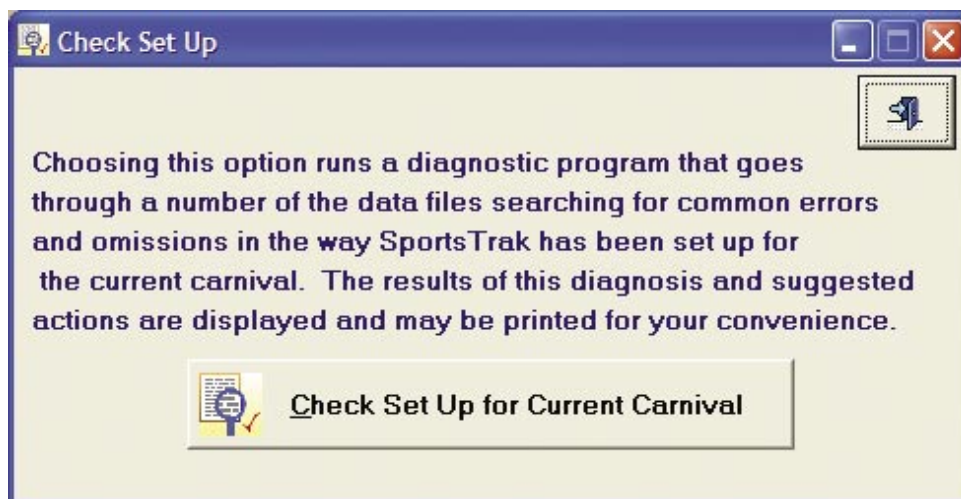 Check Set Up
Choosing this option runs a diagnostic program that goes
through a number of the data files searching for common errors
and omissions in the way SportsTrak has been set up for
the current carnival.  The results of this diagnosis and suggested
actions are displayed and may be printed for your convenience.
Check Set Up for Current Carnival